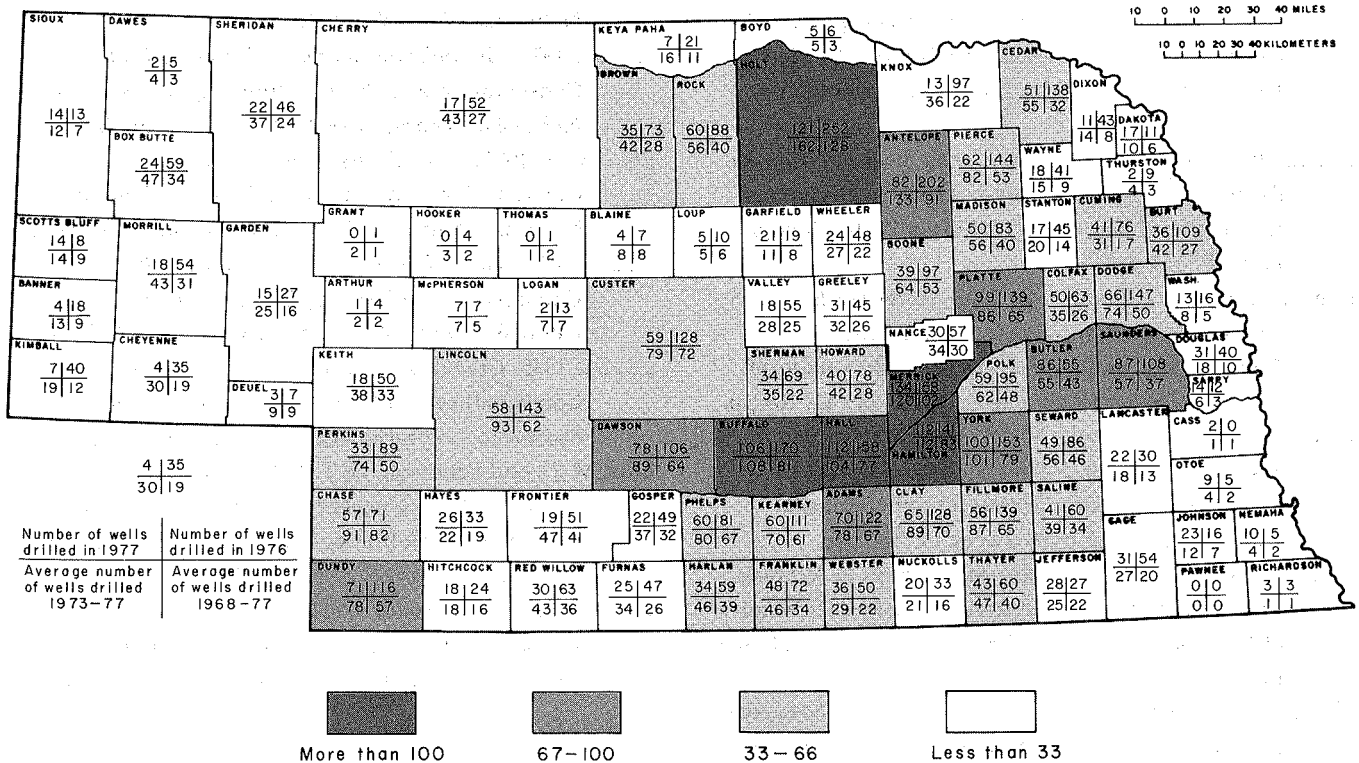 10 0 10 20 30 40 MILES
10 0 10 20 30 40 KILOMETERS
SIOUX
14|13
12|7
DAWES
2|5
4|3
BOX BUTTE
24|59
47|34
SHERIDAN
22|46
37|24
CHERRY
17|52
43|27
KEYA PAHA
7|21
16|11
BOYD
5|6
5|3
BROWN
35|73
42|28
ROCK
60|88
56|40
HOLT
162|128
KNOX
13|97
36|22
CEDAR
51|138
55|32
DIXON
11|43
14|8
DAKOTA
17|11
10|6
ANTELOPE
82|202
133|91
PIERCE
62|144
82|53
WAYNE
18|41
15|9
THURSTON
2|9
4|3
SCOTTS BLUFF
14|8
14|9
MORRILL
18|54
43|31
GARDEN
15|27
25|16
GRANT
0|1
2|1
HOOKER
0|4
3|2
THOMAS
0|1
1|2
BLAINE
4|7
8|8
LOUP
5|10
5|6
GARFIELD
21|19
11|8
WHEELER
24|48
27|22
BOONE
39|97
64|53
MADISON
50|83
56|40
STANTON
17|45
20|14
CUMING
41|76
31|17
BURT
36|109
42|27
BANNER
4|18
13|9
ARTHUR
1|4
2|2
McPHERSON
7|7
7|5
LOGAN
2|13
7|7
CUSTER
59|128
79|72
VALLEY
18|55
28|25
GREELEY
31|45
32|26
NANCE
30|57
34|30
PLATTE
99|139
96|65
COLFAX
50|63
35|26
DODGE
66|147
74|50
WASH.
13|16
8|5
KIMBALL
7|40
19|12
CHEYENNE
4|35
30|19
DEUEL
3|7
9|9
KEITH
18|50
38|33
LINCOLN
58|143
93|62
SHERMAN
34|69
35|22
HOWARD
40|78
42|28
MERRICK
POLK
59|95
62|48
BUTLER
86|55
55|43
SAUNDERS
87|108
57|37
DOUGLAS
31|40
18|10
SARPY
4|12
6|3
PERKINS
33|89
74|50
DAWSON
78|106
89|64
BUFFALO
108|81
HALL
HAMILTON
YORK
100|153
101|79
SEWARD
49|86
56|46
LANCASTER
22|30
18|13
CASS
2|0
1|1
OTOE
9|5
4|2
4|35
30|19
Number of wells drilled in 1977
Number of wells drilled in 1976
Average number of wells drilled 1973–77
Average number of wells drilled 1968–77
CHASE
57|71
91|82
HAYES
26|33
22|19
FRONTIER
19|51
47|41
GOSPER
22|49
37|32
PHELPS
60|81
80|67
KEARNEY
60|111
70|61
ADAMS
70|122
78|67
CLAY
65|128
89|70
FILLMORE
56|139
87|65
SALINE
41|60
39|34
GAGE
31|54
27|20
JOHNSON
23|16
12|7
NEMAHA
10|5
4|2
DUNDY
71|116
78|57
HITCHCOCK
18|24
18|16
RED WILLOW
30|63
43|36
FURNAS
25|47
34|26
HARLAN
34|59
46|39
FRANKLIN
48|72
46|34
WEBSTER
36|50
29|22
NUCKOLLS
20|33
21|16
THAYER
43|60
47|40
JEFFERSON
28|27
25|22
PAWNEE
0|0
0|0
RICHARDSON
3|3
1|1
More than 100
67–100
33–66
Less than 33